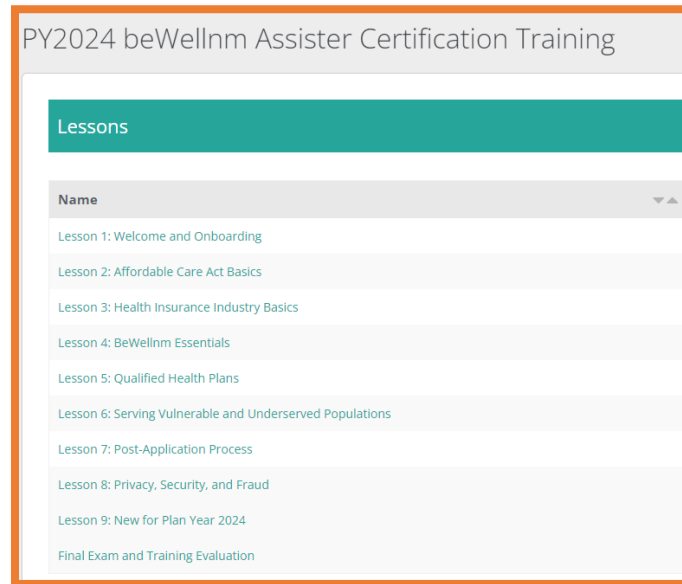 PY2024 beWellnm Assister Certification Training
Lessons
Name
Lesson 1: Welcome and Onboarding
Lesson 2: Affordable Care Act Basics
Lesson 3: Health Insurance Industry Basics
Lesson 4: BeWellnm Essentials
Lesson 5: Qualified Health Plans
Lesson 6: Serving Vulnerable and Underserved Populations
Lesson 7: Post-Application Process
Lesson 8: Privacy, Security, and Fraud
Lesson 9: New for Plan Year 2024
Final Exam and Training Evaluation